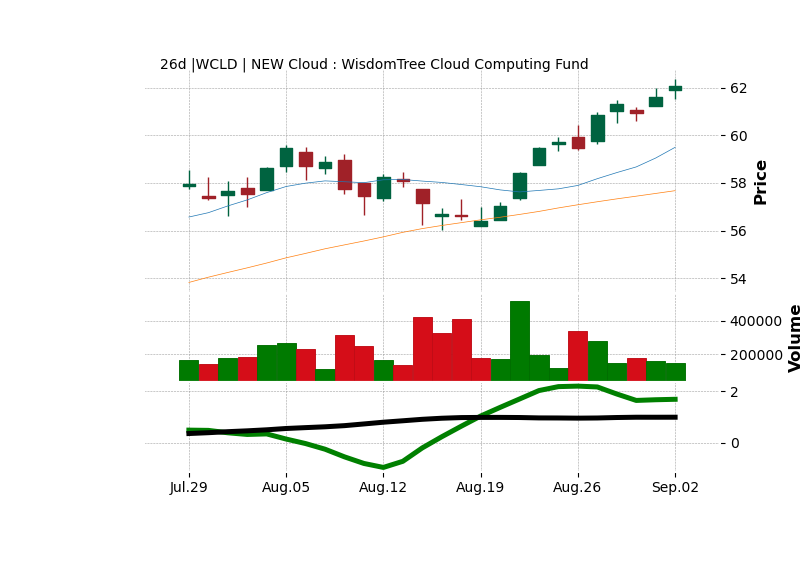 26d |WCLD | NEW Cloud : WisdomTree Cloud Computing Fund
62
60
58
56
54
Price
400000
200000
Volume
2
0
Jul.29 Aug.05 Aug.12 Aug.19 Aug.26 Sep.02